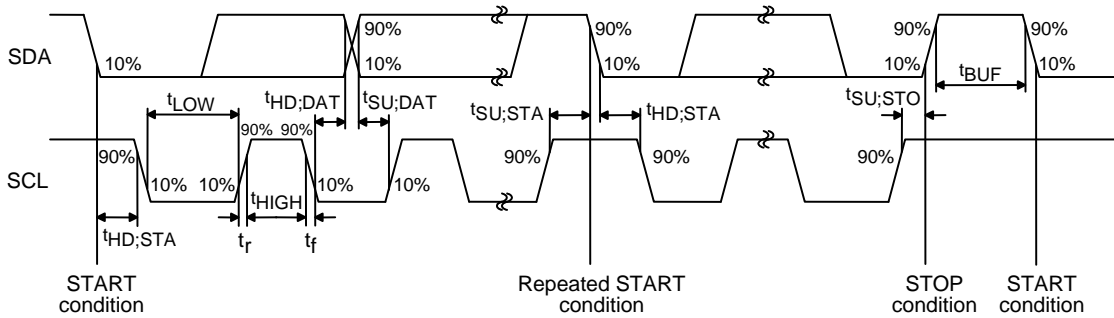 SDA
10%
90%
10%
90%
10%
90%
10%
90%
10%
tLOW
tHD;DAT
tSU;DAT
tSU;STA
tHD;STA
tSU;STO
tBUF
SCL
90%
10%
10%
90%
90%
10%
10%
90%
90%
90%
tHIGH
tHD;STA
tr
tf
START
condition
Repeated START
condition
STOP
condition
START
condition